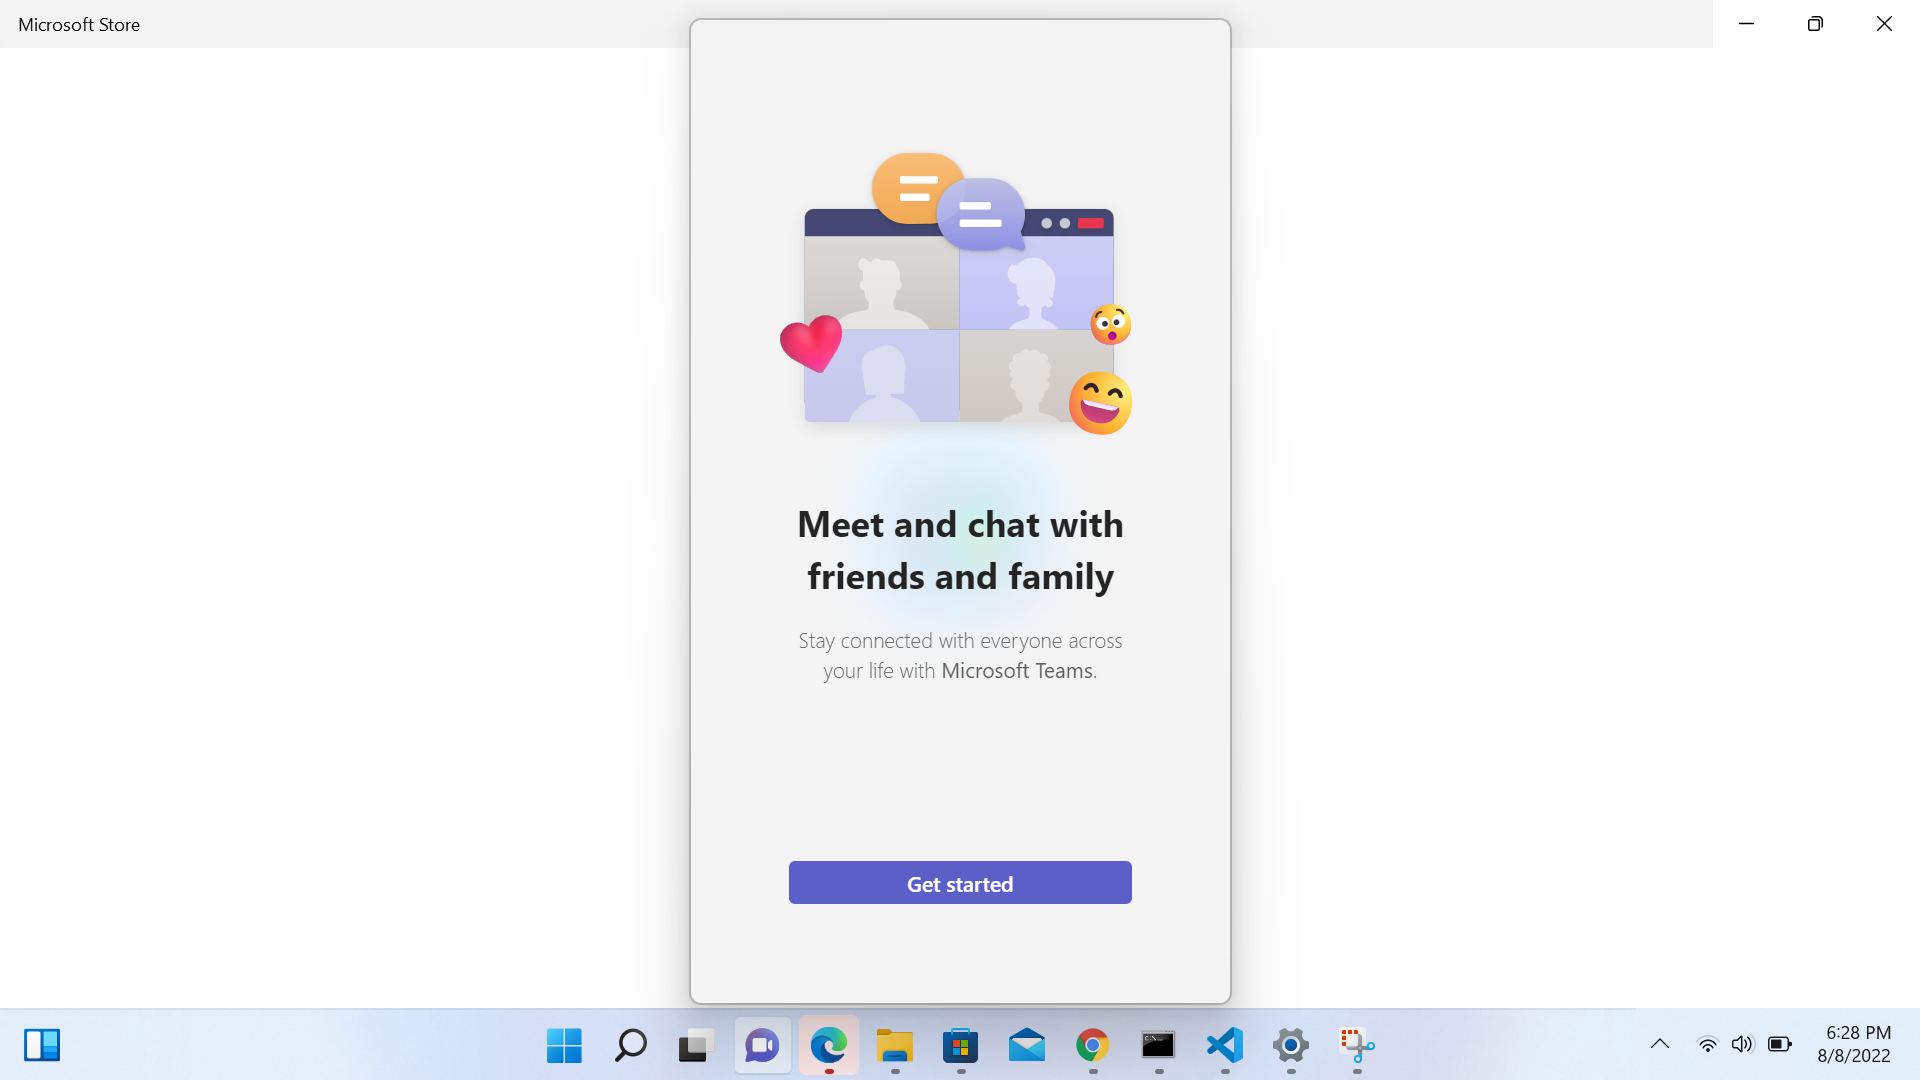 Microsoft Store
Meet and chat with
friends and family
Stay connected with everyone across
your life with Microsoft Teams.
Get started
6:28 PM
8/8/2022